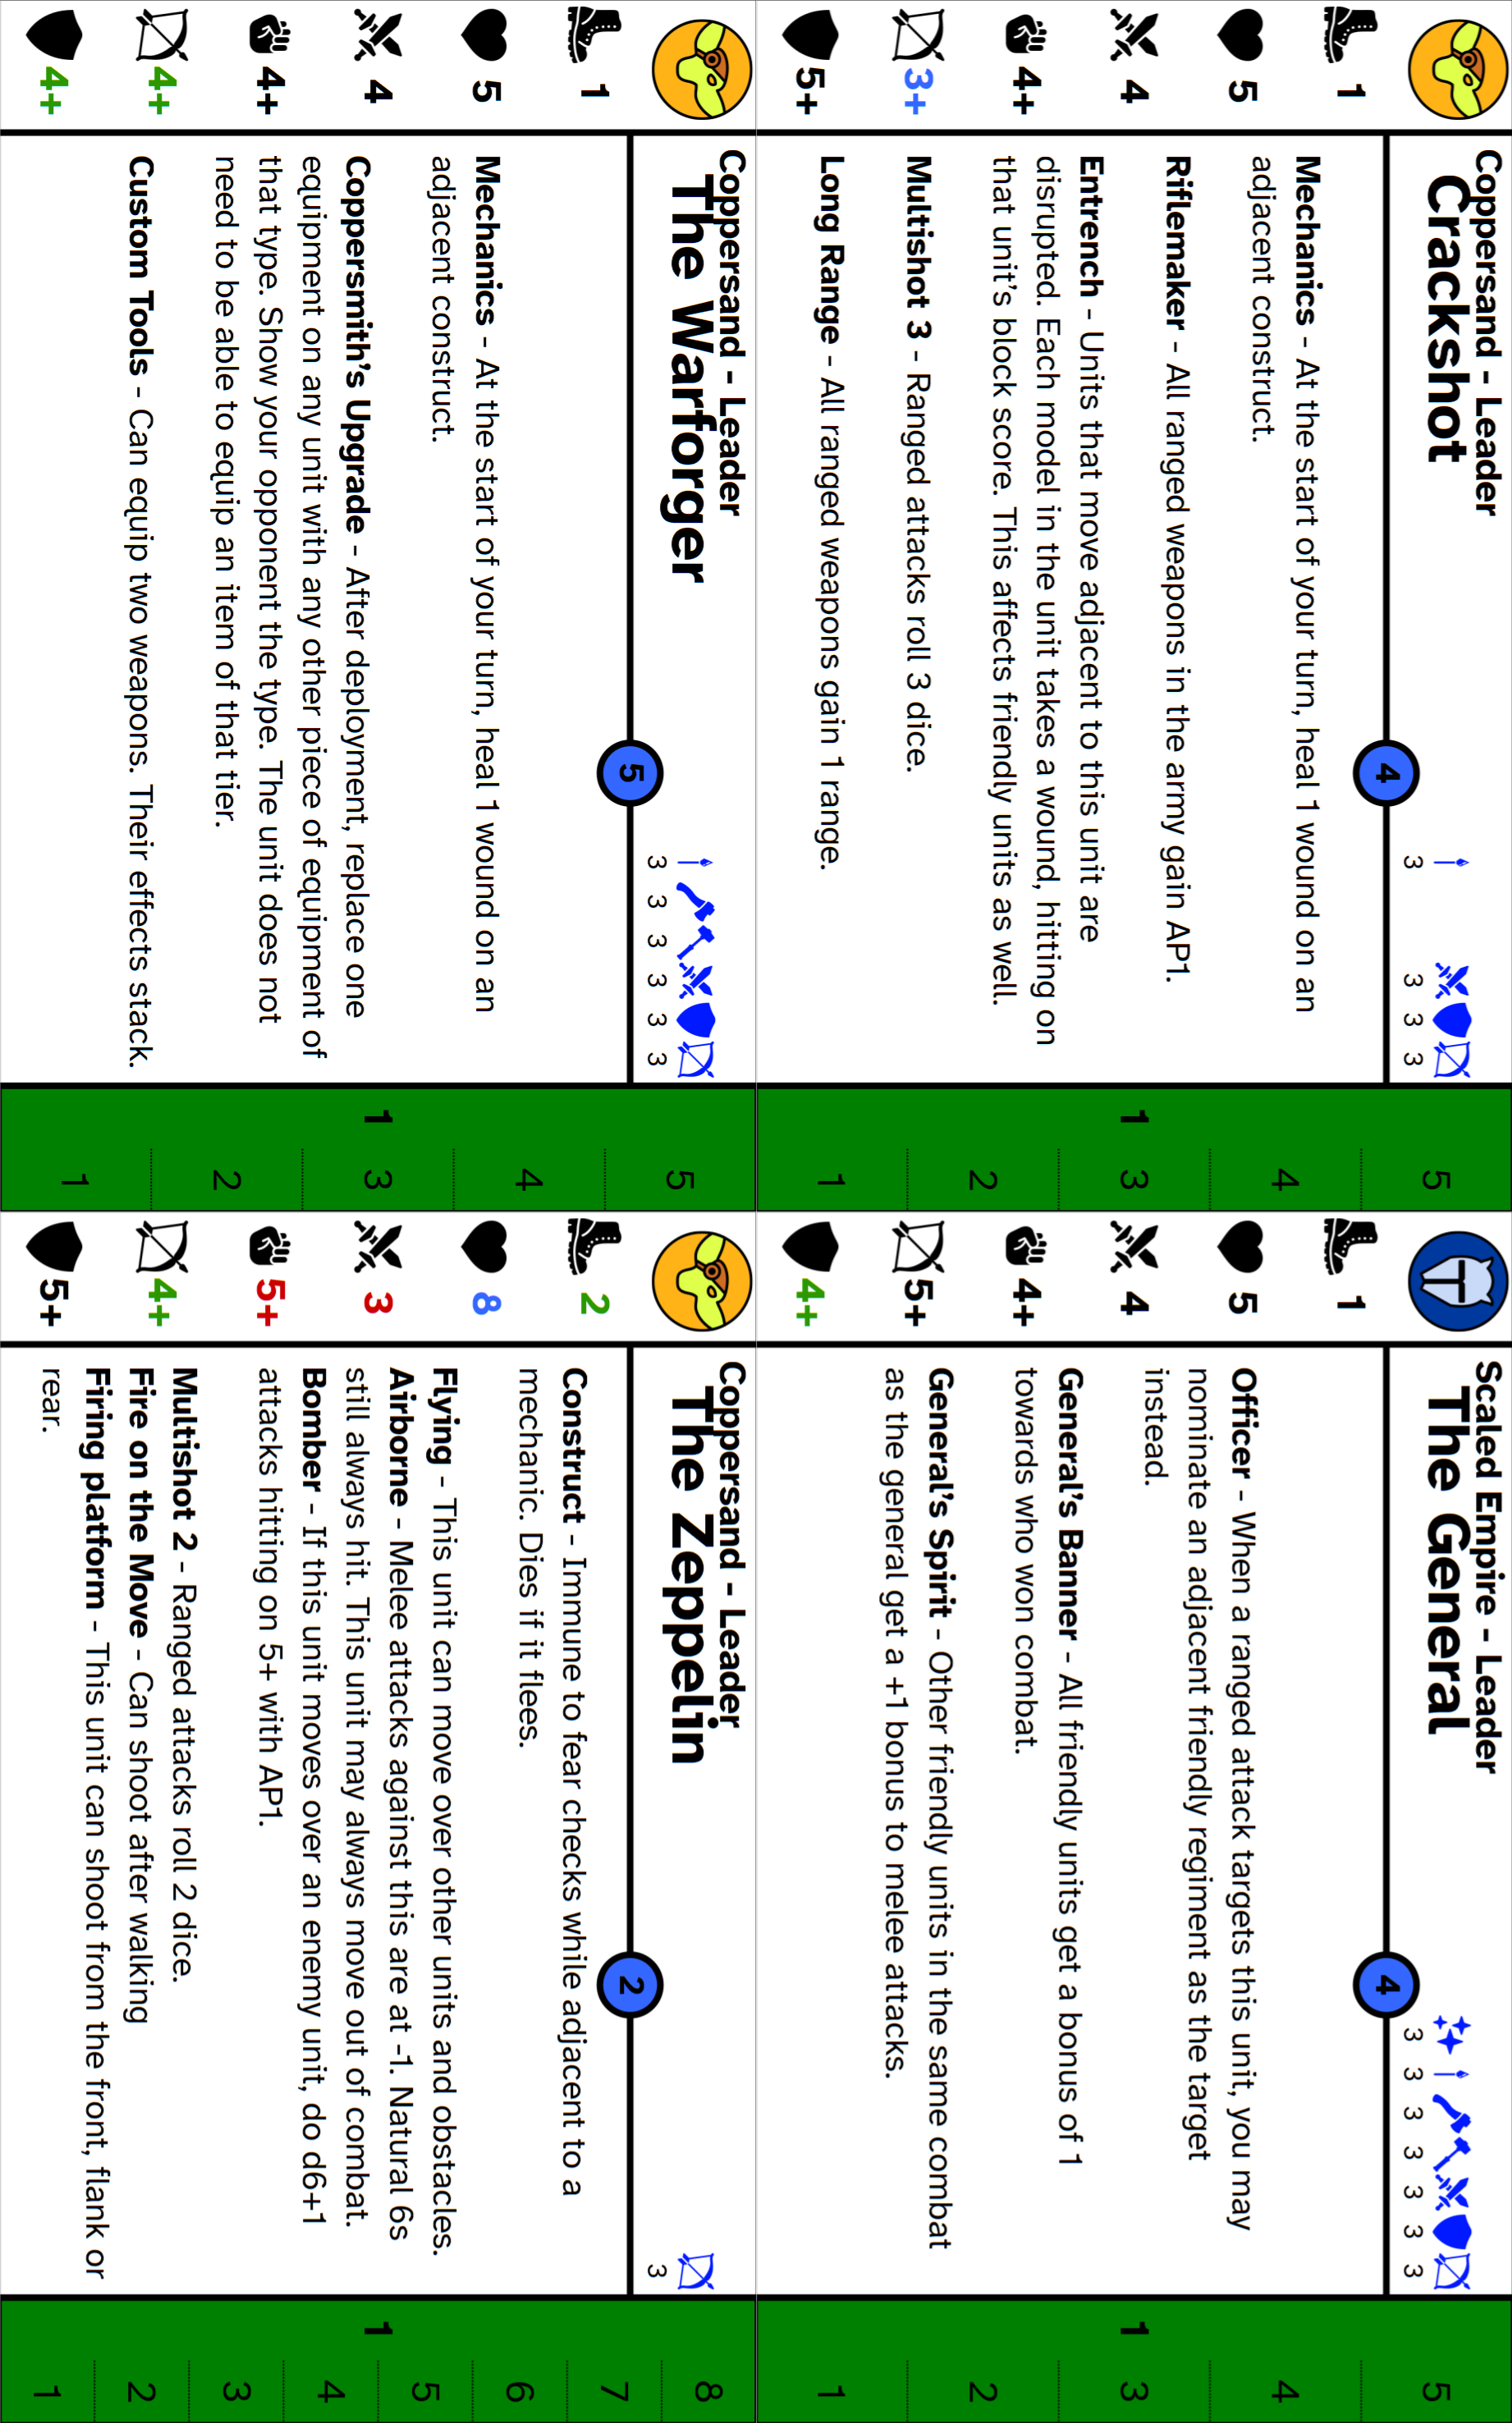 Coppersand - Leader
Crackshot
4
3 3 3 3
1
5
4
4+
3+
5+
Mechanics - At the start of your turn, heal 1 wound on an
adjacent construct.
Riflemaker - All ranged weapons in the army gain AP1.
Entrench - Units that move adjacent to this unit are
disrupted. Each model in the unit takes a wound, hitting on
that unit's block score. This affects friendly units as well.
Multishot 3 - Ranged attacks roll 3 dice.
Long Range - All ranged weapons gain 1 range.
1
5
4
3
2
1
Scaled Empire - Leader
The General
4
3 3 3 3 3 3 3
1
5
4
4+
5+
4+
Officer - When a ranged attack targets this unit, you may
nominate an adjacent friendly regiment as the target
instead.
General's Banner - All friendly units get a bonus of 1
towards who won combat.
General's Spirit - Other friendly units in the same combat
as the general get a +1 bonus to melee attacks.
1
5
4
3
2
1
Coppersand - Leader
The Warforger
5
3 3 3 3 3 3
1
5
4
4+
4+
4+
Mechanics - At the start of your turn, heal 1 wound on an
adjacent construct.
Coppersmith's Upgrade - After deployment, replace one
equipment on any unit with any other piece of equipment of
that type. Show your opponent the type. The unit does not
need to be able to equip an item of that tier.
Custom Tools - Can equip two weapons. Their effects stack.
1
5
4
3
2
1
Coppersand - Leader
The Zeppelin
2
3
2
8
3
5+
4+
5+
Construct - Immune to fear checks while adjacent to a
mechanic. Dies if it flees.
Flying - This unit can move over other units and obstacles.
Airborne - Melee attacks against this are at -1. Natural 6s
still always hit. This unit may always move out of combat.
Bomber - If this unit moves over an enemy unit, do d6+1
attacks hitting on 5+ with AP1.
Multishot 2 - Ranged attacks roll 2 dice.
Fire on the Move - Can shoot after walking
Firing platform - This unit can shoot from the front, flank or
rear.
1
8
7
6
5
4
3
2
1